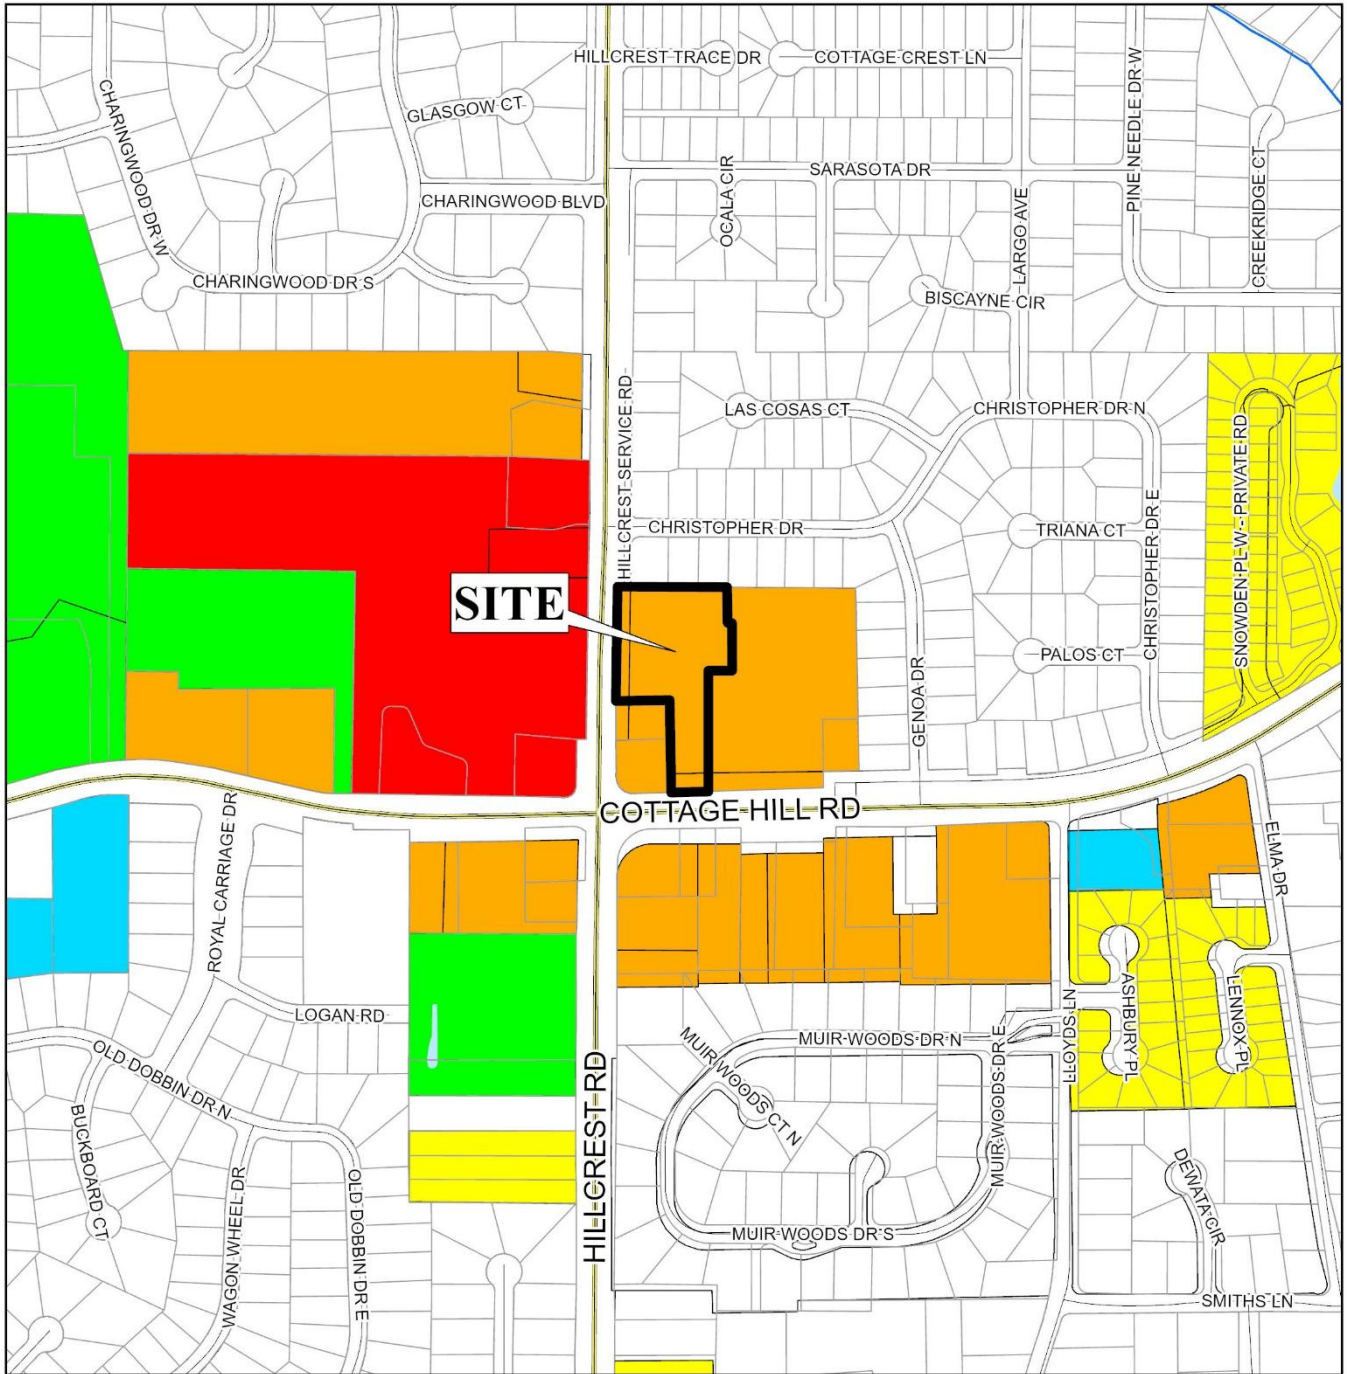 HILLCREST TRACE DR
COTTAGE CREST LN
CHARINGWOOD DR W
GLASGOW CT
PINE NEEDLE DR W
CREEKRIDGE CT
SARASOTA DR
OCALA CIR
CHARINGWOOD BLVD
LARGO AVE
CHARINGWOOD DR S
BISCAYNE CIR
HILLCREST SERVICE RD
LAS COSAS CT
CHRISTOPHER DR N
SNOWDEN PL W - PRIVATE RD
CHRISTOPHER DR
TRIANA CT
CHRISTOPHER DR E
SITE
GENOA DR
PALOS CT
COTTAGE HILL RD
ROYAL CARRIAGE DR
ELMA DR
LOGAN RD
ASHBURY PL
LENNOX PL
LLOYDS LN
OLD DOBBIN DR N
MUIR WOODS DR N
MUIR WOODS CT N
MUIR WOODS DR E
HILLCREST RD
BUCKBOARD CT
WAGON WHEEL DR
OLD DOBBIN DR E
DEWATA CIR
MUIR WOODS DR S
SMITHS LN